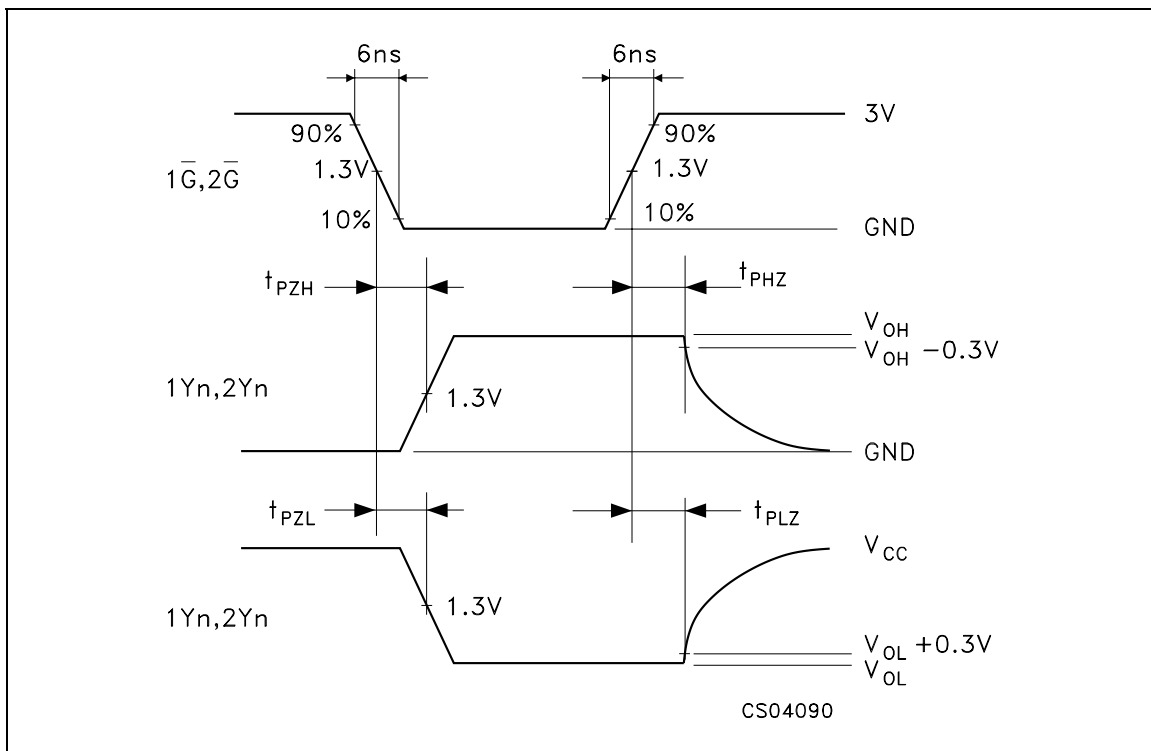 6ns 6ns
3V
90% 90%
1G̅,2G̅ 1.3V 1.3V
10% 10%
GND
tPZH tPHZ
VOH
VOH −0.3V
1Yn,2Yn 1.3V
GND
tPZL tPLZ
VCC
1Yn,2Yn 1.3V
VOL +0.3V
VOL
CS04090